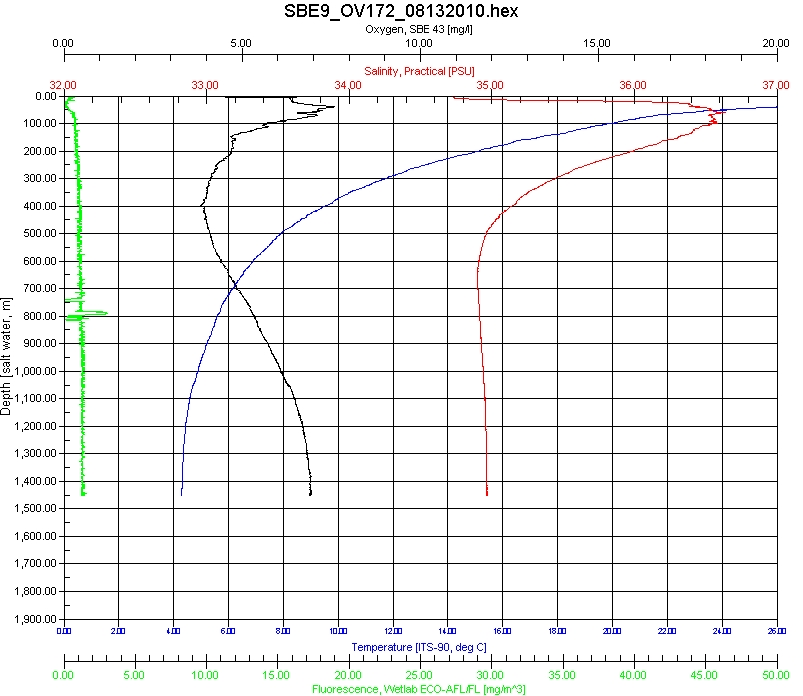 SBE9_OV172_08132010.hex
Oxygen, SBE 43 [mg/l]
0.00 5.00 10.00 15.00 20.00
Salinity, Practical [PSU]
32.00 33.00 34.00 35.00 36.00 37.00
0.00
100.00
200.00
300.00
400.00
500.00
600.00
700.00
800.00
900.00
1,000.00
1,100.00
1,200.00
1,300.00
1,400.00
1,500.00
1,600.00
1,700.00
1,800.00
1,900.00
Depth [salt water, m]
0.00 2.00 4.00 6.00 8.00 10.00 12.00 14.00 16.00 18.00 20.00 22.00 24.00 26.00
Temperature [ITS-90, deg C]
0.00 5.00 10.00 15.00 20.00 25.00 30.00 35.00 40.00 45.00 50.00
Fluorescence, Wetlab ECO-AFL/FL [mg/m^3]